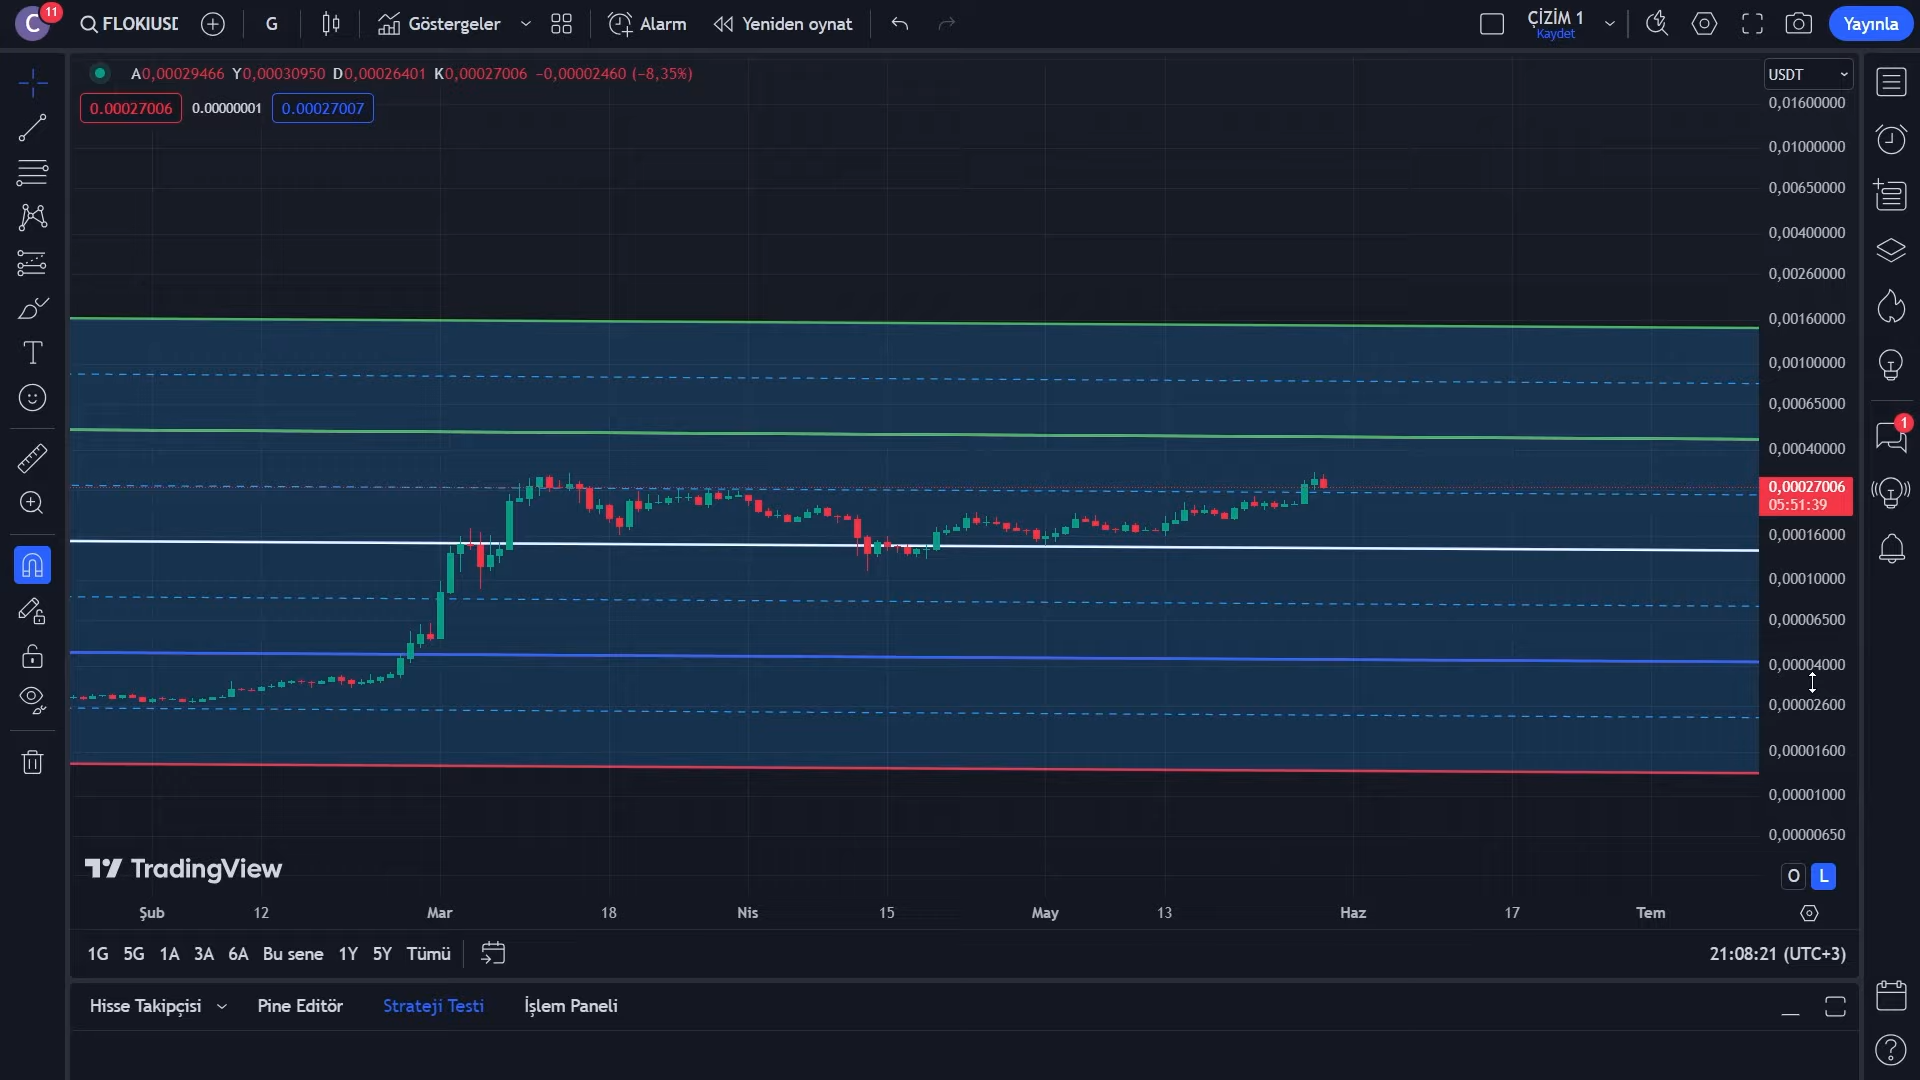 C 11 FLOKIUSD G Göstergeler Alarm Yeniden oynat ÇİZİM 1 Yayınla
Kaydet
A0,00029466 Y0,00030950 D0,00026401 K0,00027006 −0,00002460 (−8,35%)
0.00027006 0.00000001 0.00027007
USDT
0,01600000
0,01000000
0,00650000
0,00400000
0,00260000
0,00160000
0,00100000
0,00065000
0,00040000
1
0,00027006
05:51:39
0,00016000
0,00010000
0,00006500
0,00004000
0,00002600
0,00001600
0,00001000
0,00000650
TradingView
O L
Şub 12 Mar 18 Nis 15 May 13 Haz 17 Tem
1G 5G 1A 3A 6A Bu sene 1Y 5Y Tümü 21:08:21 (UTC+3)
Hisse Takipçisi Pine Editör Strateji Testi İşlem Paneli